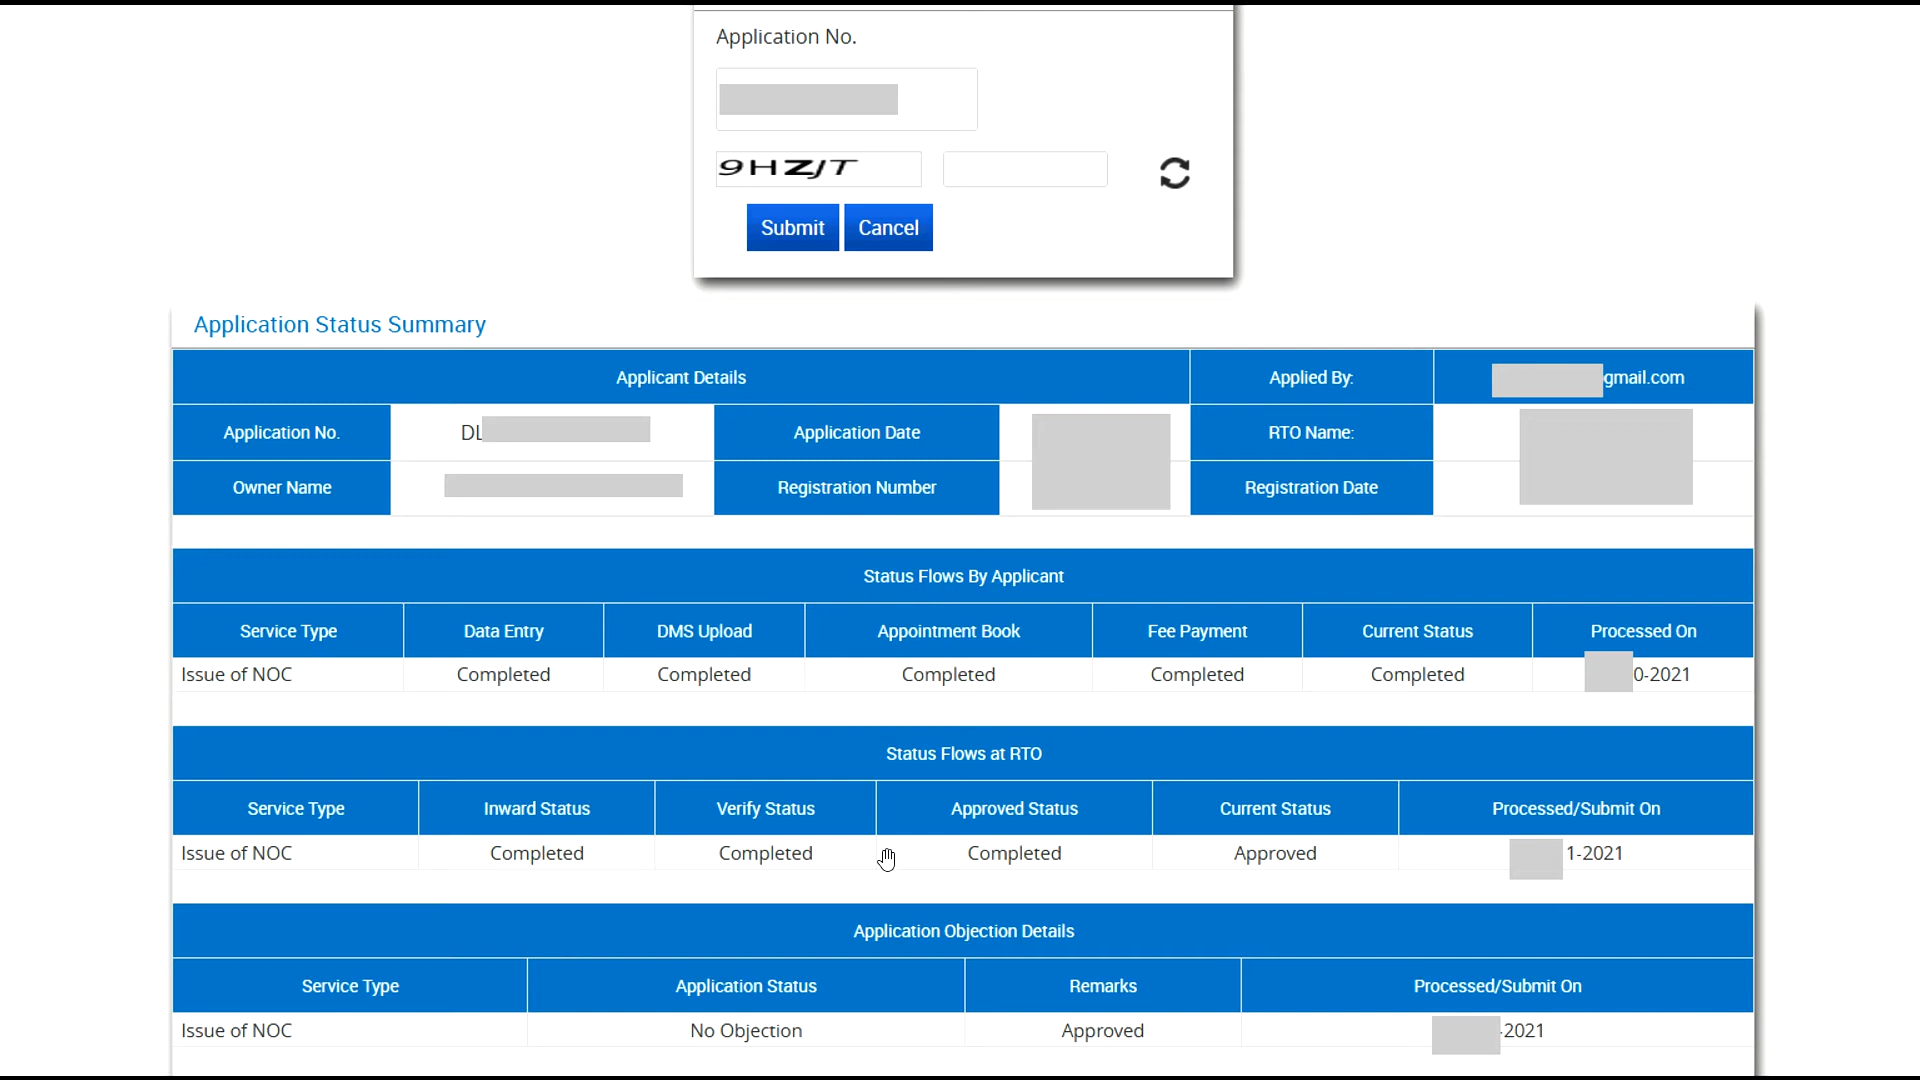 Application No.
9HZJT
Submit Cancel
Application Status Summary
Applicant Details Applied By: gmail.com
Application No. DL Application Date RTO Name:
Owner Name Registration Number Registration Date
Status Flows By Applicant
Service Type Data Entry DMS Upload Appointment Book Fee Payment Current Status Processed On
Issue of NOC Completed Completed Completed Completed Completed 0-2021
Status Flows at RTO
Service Type Inward Status Verify Status Approved Status Current Status Processed/Submit On
Issue of NOC Completed Completed Completed Approved 1-2021
Application Objection Details
Service Type Application Status Remarks Processed/Submit On
Issue of NOC No Objection Approved -2021